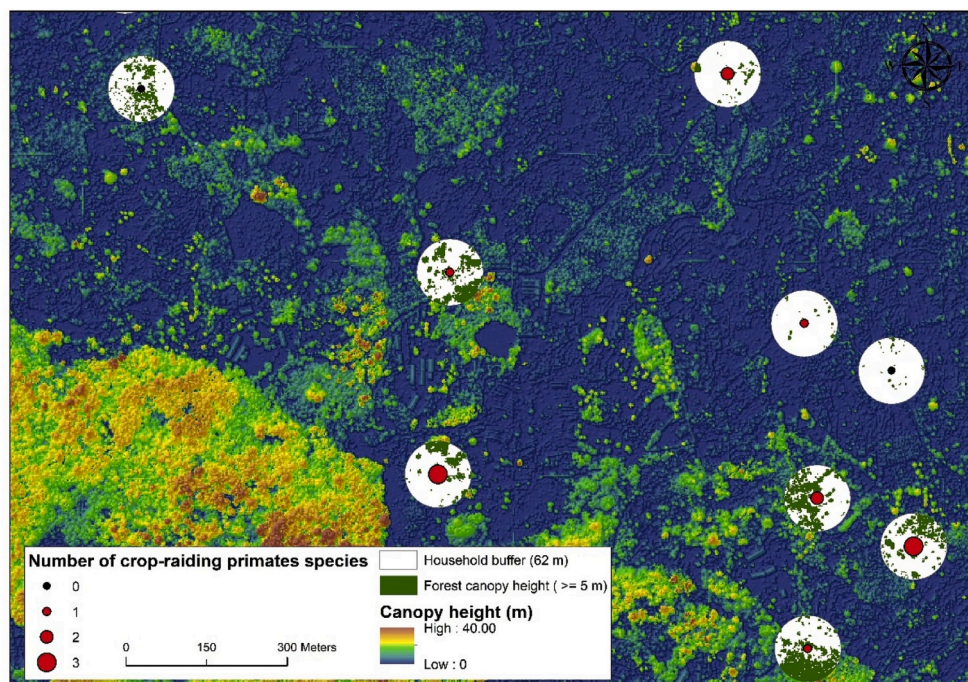 Number of crop-raiding primates species
0
1
2
3
0 150 300 Meters
Household buffer (62 m)
Forest canopy height ( >= 5 m)
Canopy height (m)
High : 40.00
Low : 0